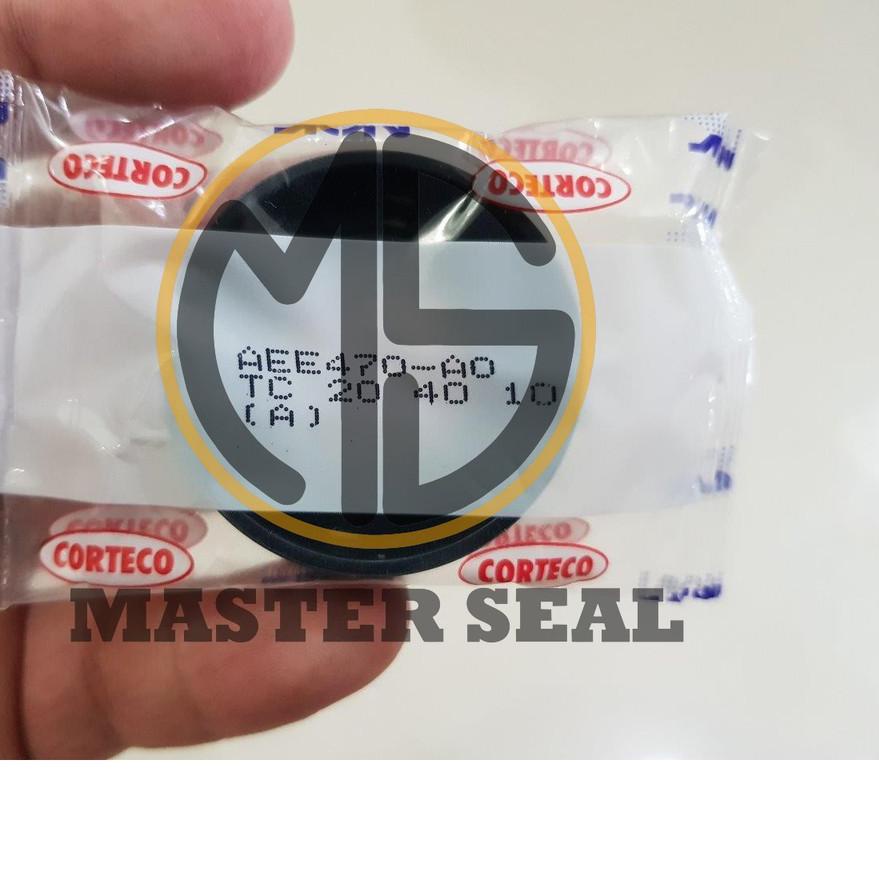 CORTECO
CORTECO
AEE470-A0
TC 20 40 10
(A)
CORTECO
CORTECO
MASTER SEAL